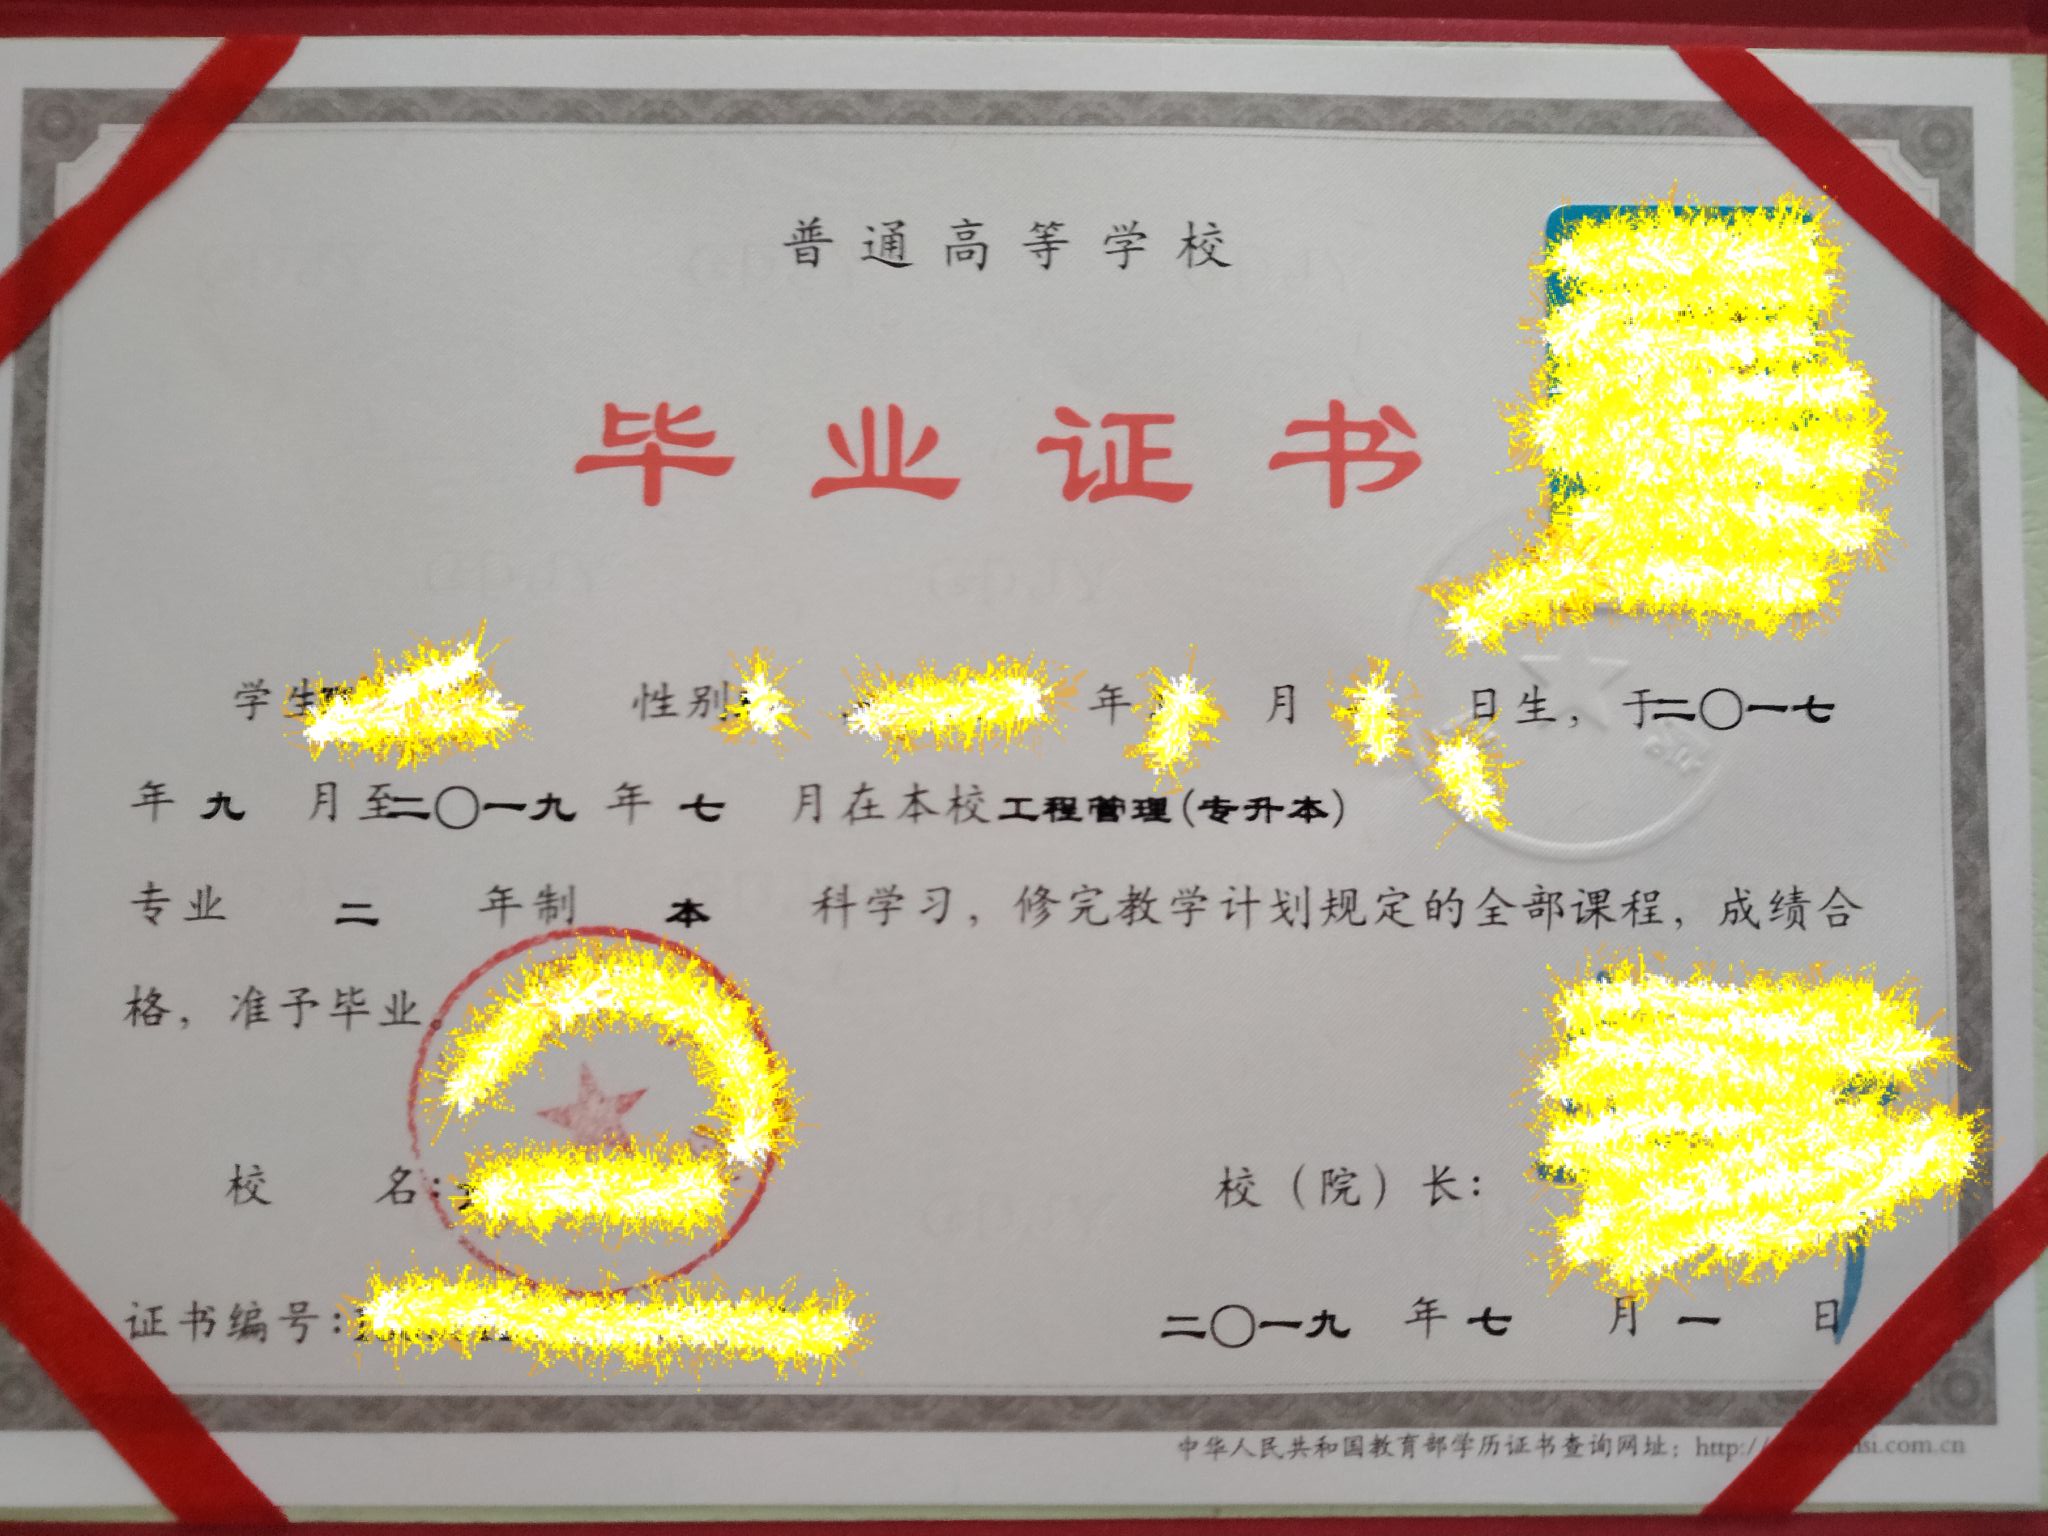 普通高等学校
毕业证书
学生 性别 年 月 日生，于二〇一七
年九月至二〇一九年七月在本校工程管理(专升本)
专业二年制本科学习，修完教学计划规定的全部课程，成绩合
格，准予毕业。
校 名： 校（院）长：
证书编号： 二〇一九年七月一日
中华人民共和国教育部学历证书查询网址：http:// si.com.cn